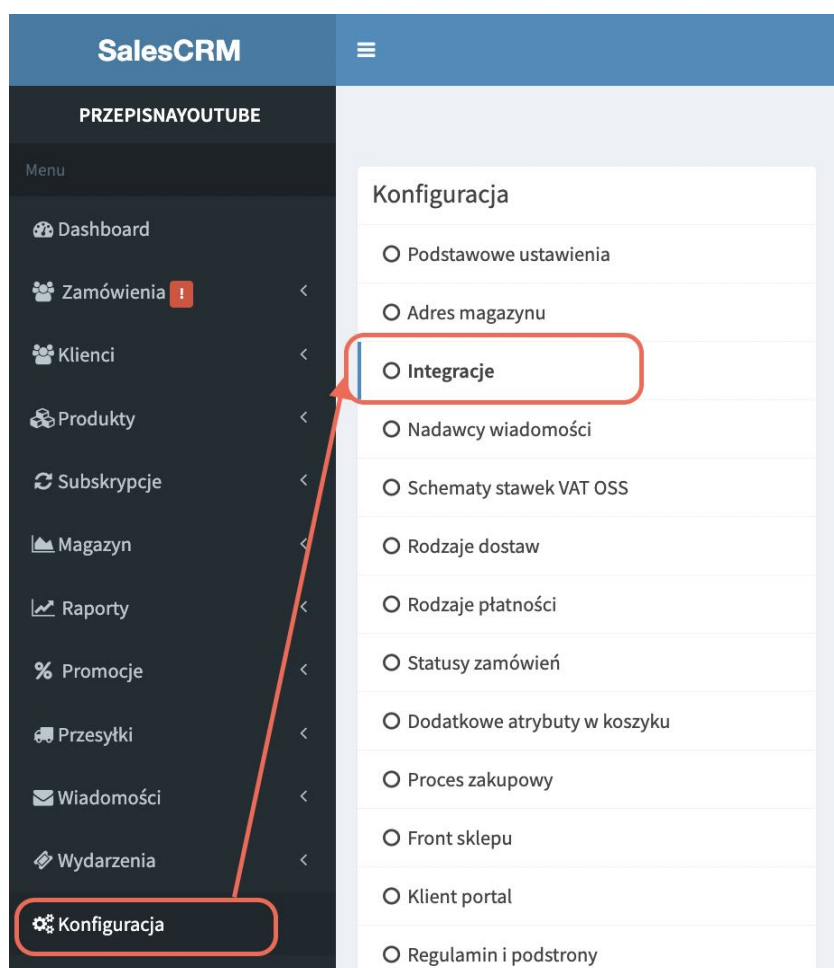 SalesCRM
PRZEPISNAYOUTUBE
Menu
Dashboard
Zamówienia !
Klienci
Produkty
Subskrypcje
Magazyn
Raporty
% Promocje
Przesyłki
Wiadomości
Wydarzenia
Konfiguracja
Konfiguracja
Podstawowe ustawienia
Adres magazynu
Integracje
Nadawcy wiadomości
Schematy stawek VAT OSS
Rodzaje dostaw
Rodzaje płatności
Statusy zamówień
Dodatkowe atrybuty w koszyku
Proces zakupowy
Front sklepu
Klient portal
Regulamin i podstrony